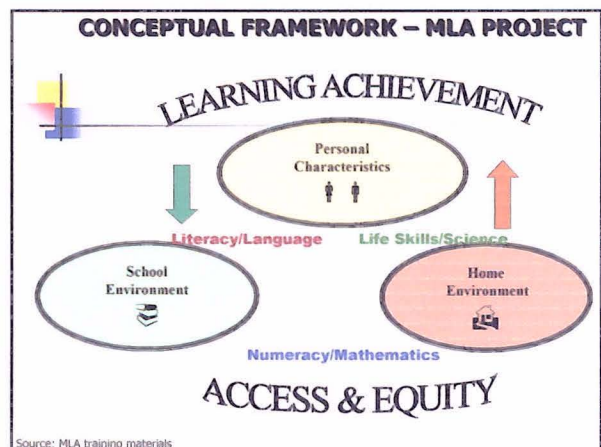 CONCEPTUAL FRAMEWORK – MLA PROJECT
LEARNING ACHIEVEMENT
Personal
Characteristics
Literacy/Language
Life Skills/Science
School
Environment
Home
Environment
Numeracy/Mathematics
ACCESS & EQUITY
Source: MLA training materials